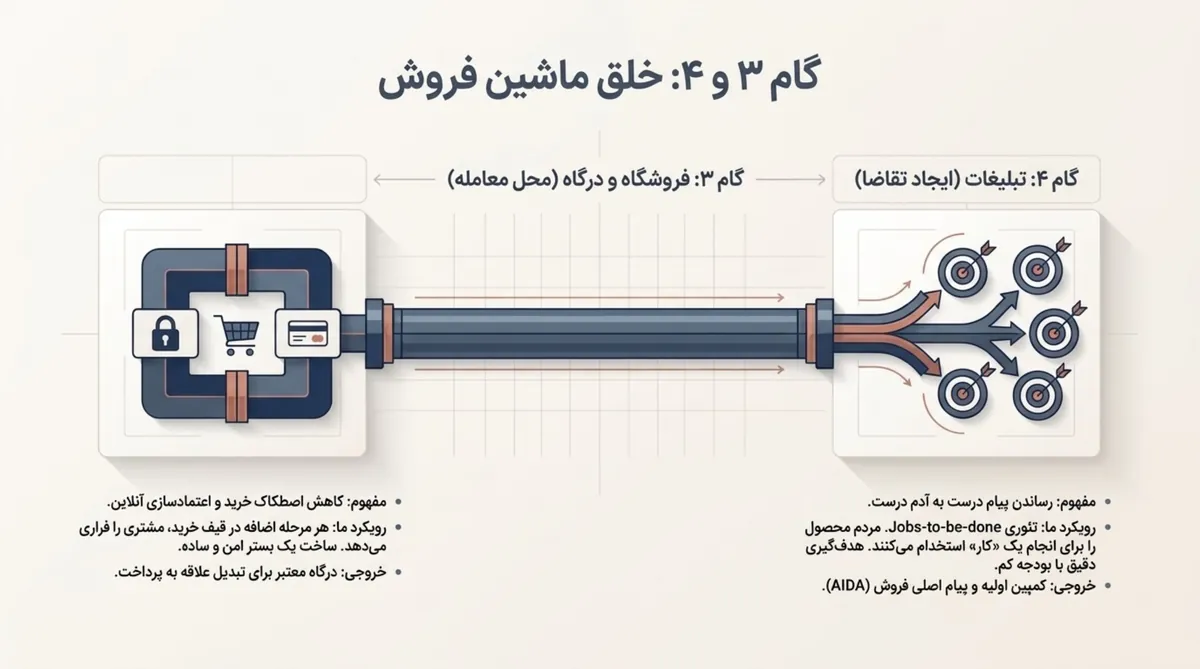 گام ۳ و ۴: خلق ماشین فروش
گام ۴: تبلیغات (ایجاد تقاضا)
گام ۳: فروشگاه و درگاه (محل معامله)
• مفهوم: رساندن پیام درست به آدم درست.
• رویکرد ما: تئوری Jobs-to-be-done. مردم محصول
را برای انجام یک «کار» استخدام می‌کنند. هدف‌گیری
دقیق با بودجه کم.
• خروجی: کمپین اولیه و پیام اصلی فروش (AIDA).
• مفهوم: کاهش اصطکاک خرید و اعتمادسازی آنلاین.
• رویکرد ما: هر مرحله اضافه در قیف خرید، مشتری را فراری
می‌دهد. ساخت یک بستر امن و ساده.
• خروجی: درگاه معتبر برای تبدیل علاقه به پرداخت.